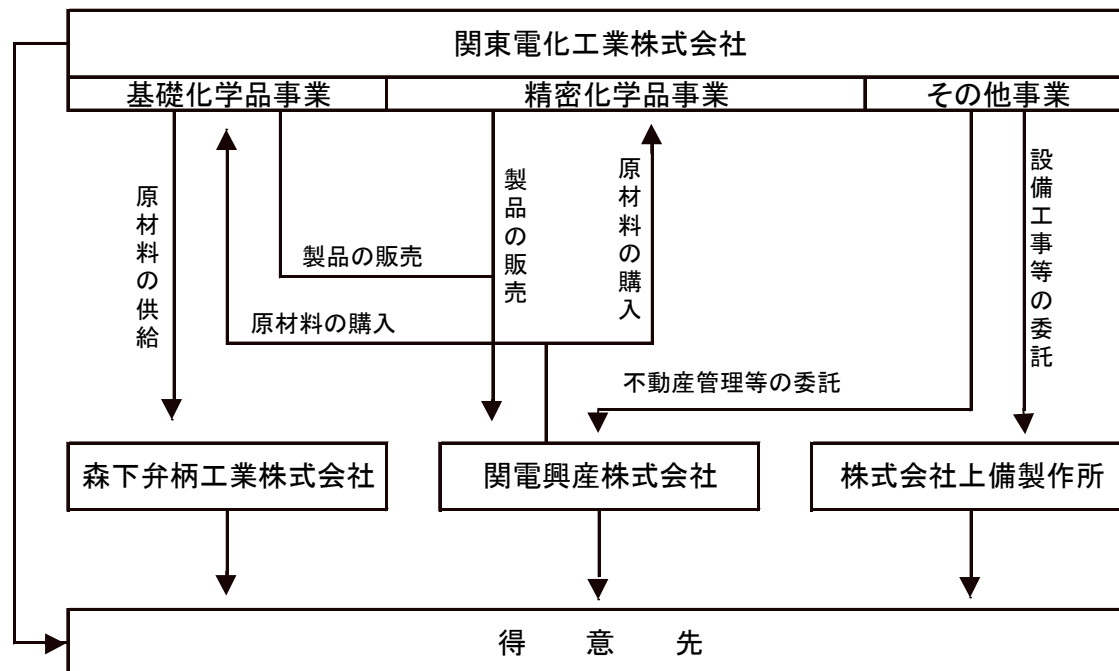 関東電化工業株式会社
基礎化学品事業
精密化学品事業
その他事業
原材料の供給
製品の販売
原材料の購入
製品の販売
原材料の購入
設備工事等の委託
不動産管理等の委託
森下弁柄工業株式会社
関電興産株式会社
株式会社上備製作所
得意先